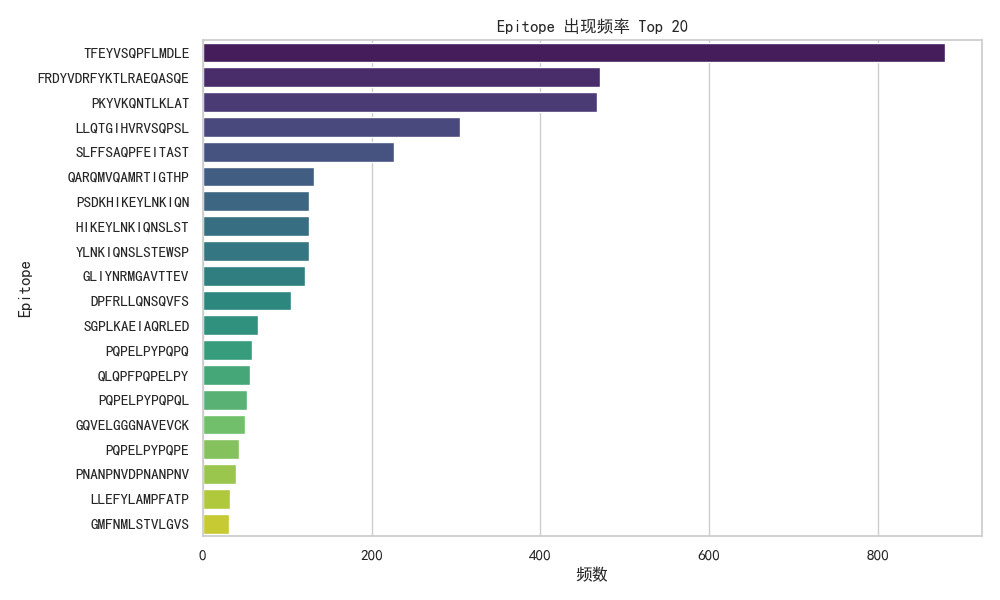 Epitope 出现频率 Top 20
TFEYVSQPFLMDLE
FRDYVDRFYKTLRAEQASQE
PKYVKQNTLKLAT
LLQTGIHVRVSQPSL
SLFFSAQPFEITAST
QARQMVQAMRTIGTHP
PSDKHIKEYLNKIQN
HIKEYLNKIQNSLST
YLNKIQNSLSTEWSP
GLIYNRMGAVTTEV
DPFRLLQNSQVFS
SGPLKAEIAQRLED
PQPELPYPQPQ
QLQPFPQPELPY
PQPELPYPQPQL
GQVELGGGNAVEVCK
PQPELPYPQPE
PNANPNVDPNANPNV
LLEFYLAMPFATP
GMFNMLSTVLGVS
Epitope
0 200 400 600 800
频数